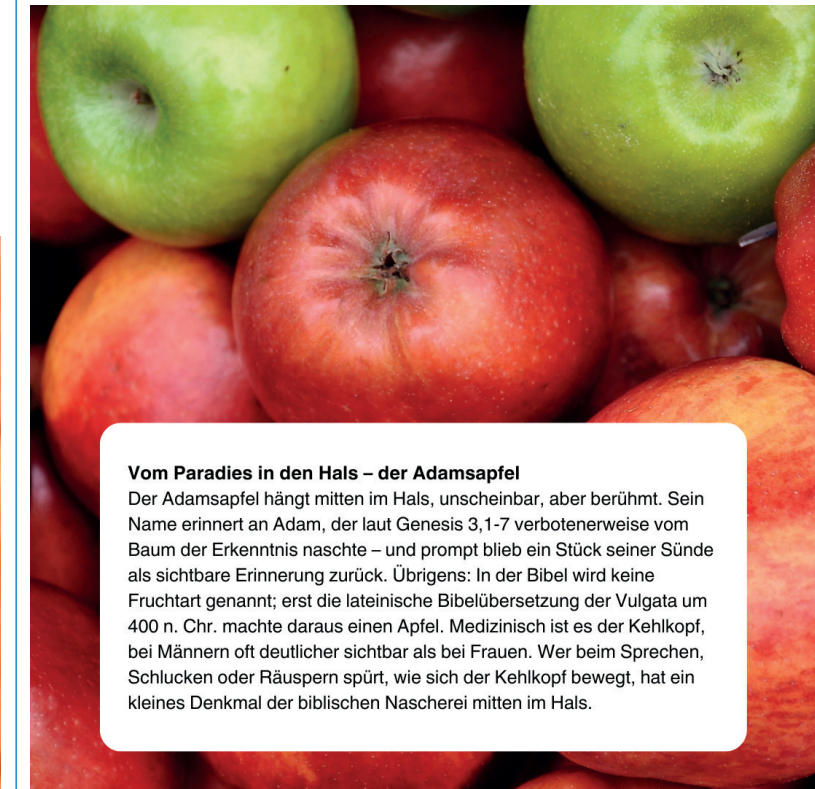 Vom Paradies in den Hals – der Adamsapfel
Der Adamsapfel hängt mitten im Hals, unscheinbar, aber berühmt. Sein
Name erinnert an Adam, der laut Genesis 3,1-7 verbotenerweise vom
Baum der Erkenntnis naschte – und prompt blieb ein Stück seiner Sünde
als sichtbare Erinnerung zurück. Übrigens: In der Bibel wird keine
Fruchtart genannt; erst die lateinische Bibelübersetzung der Vulgata um
400 n. Chr. machte daraus einen Apfel. Medizinisch ist es der Kehlkopf,
bei Männern oft deutlicher sichtbar als bei Frauen. Wer beim Sprechen,
Schlucken oder Räuspern spürt, wie sich der Kehlkopf bewegt, hat ein
kleines Denkmal der biblischen Nascherei mitten im Hals.